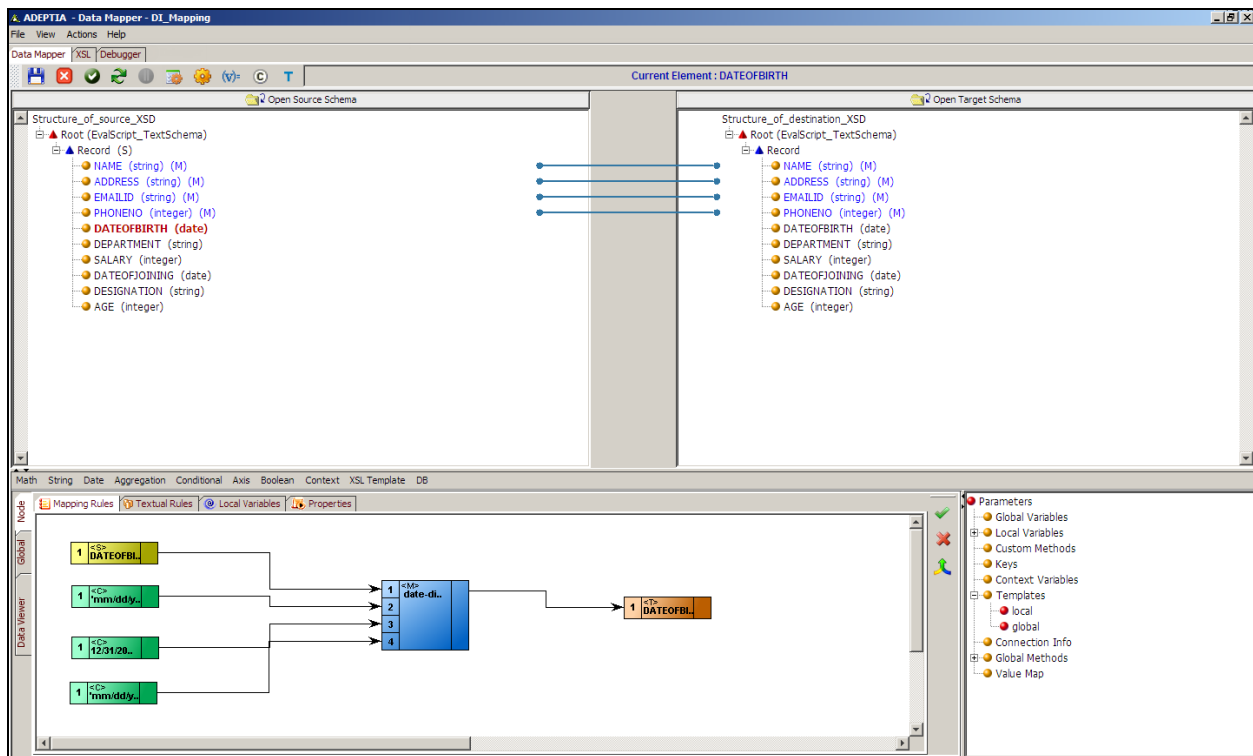 ADEPTIA - Data Mapper - DI_Mapping
File View Actions Help
Data Mapper XSL Debugger
(v)= © T Current Element : DATEOFBIRTH
Open Source Schema Open Target Schema
Structure_of_source_XSD
Root (EvalScript_TextSchema)
Record (S)
NAME (string) (M)
ADDRESS (string) (M)
EMAILID (string) (M)
PHONENO (integer) (M)
DATEOFBIRTH (date)
DEPARTMENT (string)
SALARY (integer)
DATEOFJOINING (date)
DESIGNATION (string)
AGE (integer)
Structure_of_destination_XSD
Root (EvalScript_TextSchema)
Record
NAME (string) (M)
ADDRESS (string) (M)
EMAILID (string) (M)
PHONENO (integer) (M)
DATEOFBIRTH (date)
DEPARTMENT (string)
SALARY (integer)
DATEOFJOINING (date)
DESIGNATION (string)
AGE (integer)
Math String Date Aggregation Conditional Axis Boolean Context XSL Template DB
Node
Global
Data Viewer
Mapping Rules Textual Rules Local Variables Properties
1 <S>
DATEOFBI..
1 <C>
'mm/dd/y..
1 <C>
12/31/20..
1 <C>
'mm/dd/y..
1 <M>
date-di..
2
3
4
1 <T>
DATEOFBI..
Parameters
Global Variables
Local Variables
Custom Methods
Keys
Context Variables
Templates
local
global
Connection Info
Global Methods
Value Map